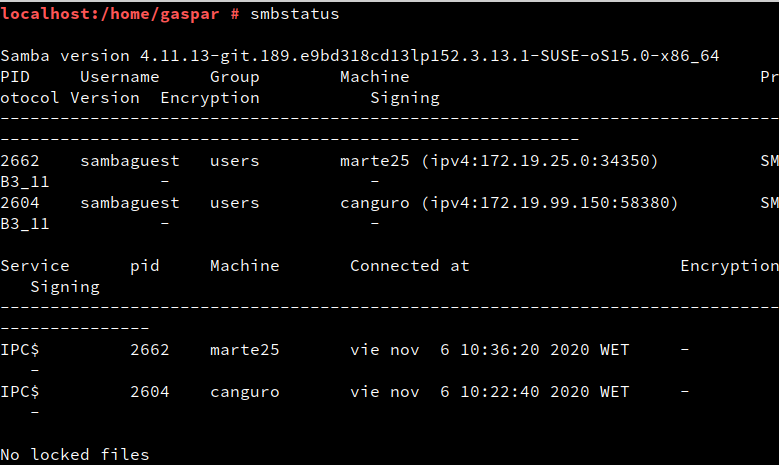 localhost:/home/gaspar # smbstatus

Samba version 4.11.13-git.189.e9bd318cd13lp152.3.13.1-SUSE-oS15.0-x86_64
PID     Username     Group        Machine                                   Pr
otocol Version  Encryption           Signing
------------------------------------------------------------------------------
----------------------------------------------------------
2662    sambaguest   users        marte25 (ipv4:172.19.25.0:34350)          SM
B3_11           -                    -
2604    sambaguest   users        canguro (ipv4:172.19.99.150:58380)        SM
B3_11           -                    -

Service      pid     Machine       Connected at                     Encryption
   Signing
------------------------------------------------------------------------------
---------------
IPC$         2662    marte25       vie nov  6 10:36:20 2020 WET     -
   -
IPC$         2604    canguro       vie nov  6 10:22:40 2020 WET     -
   -

No locked files